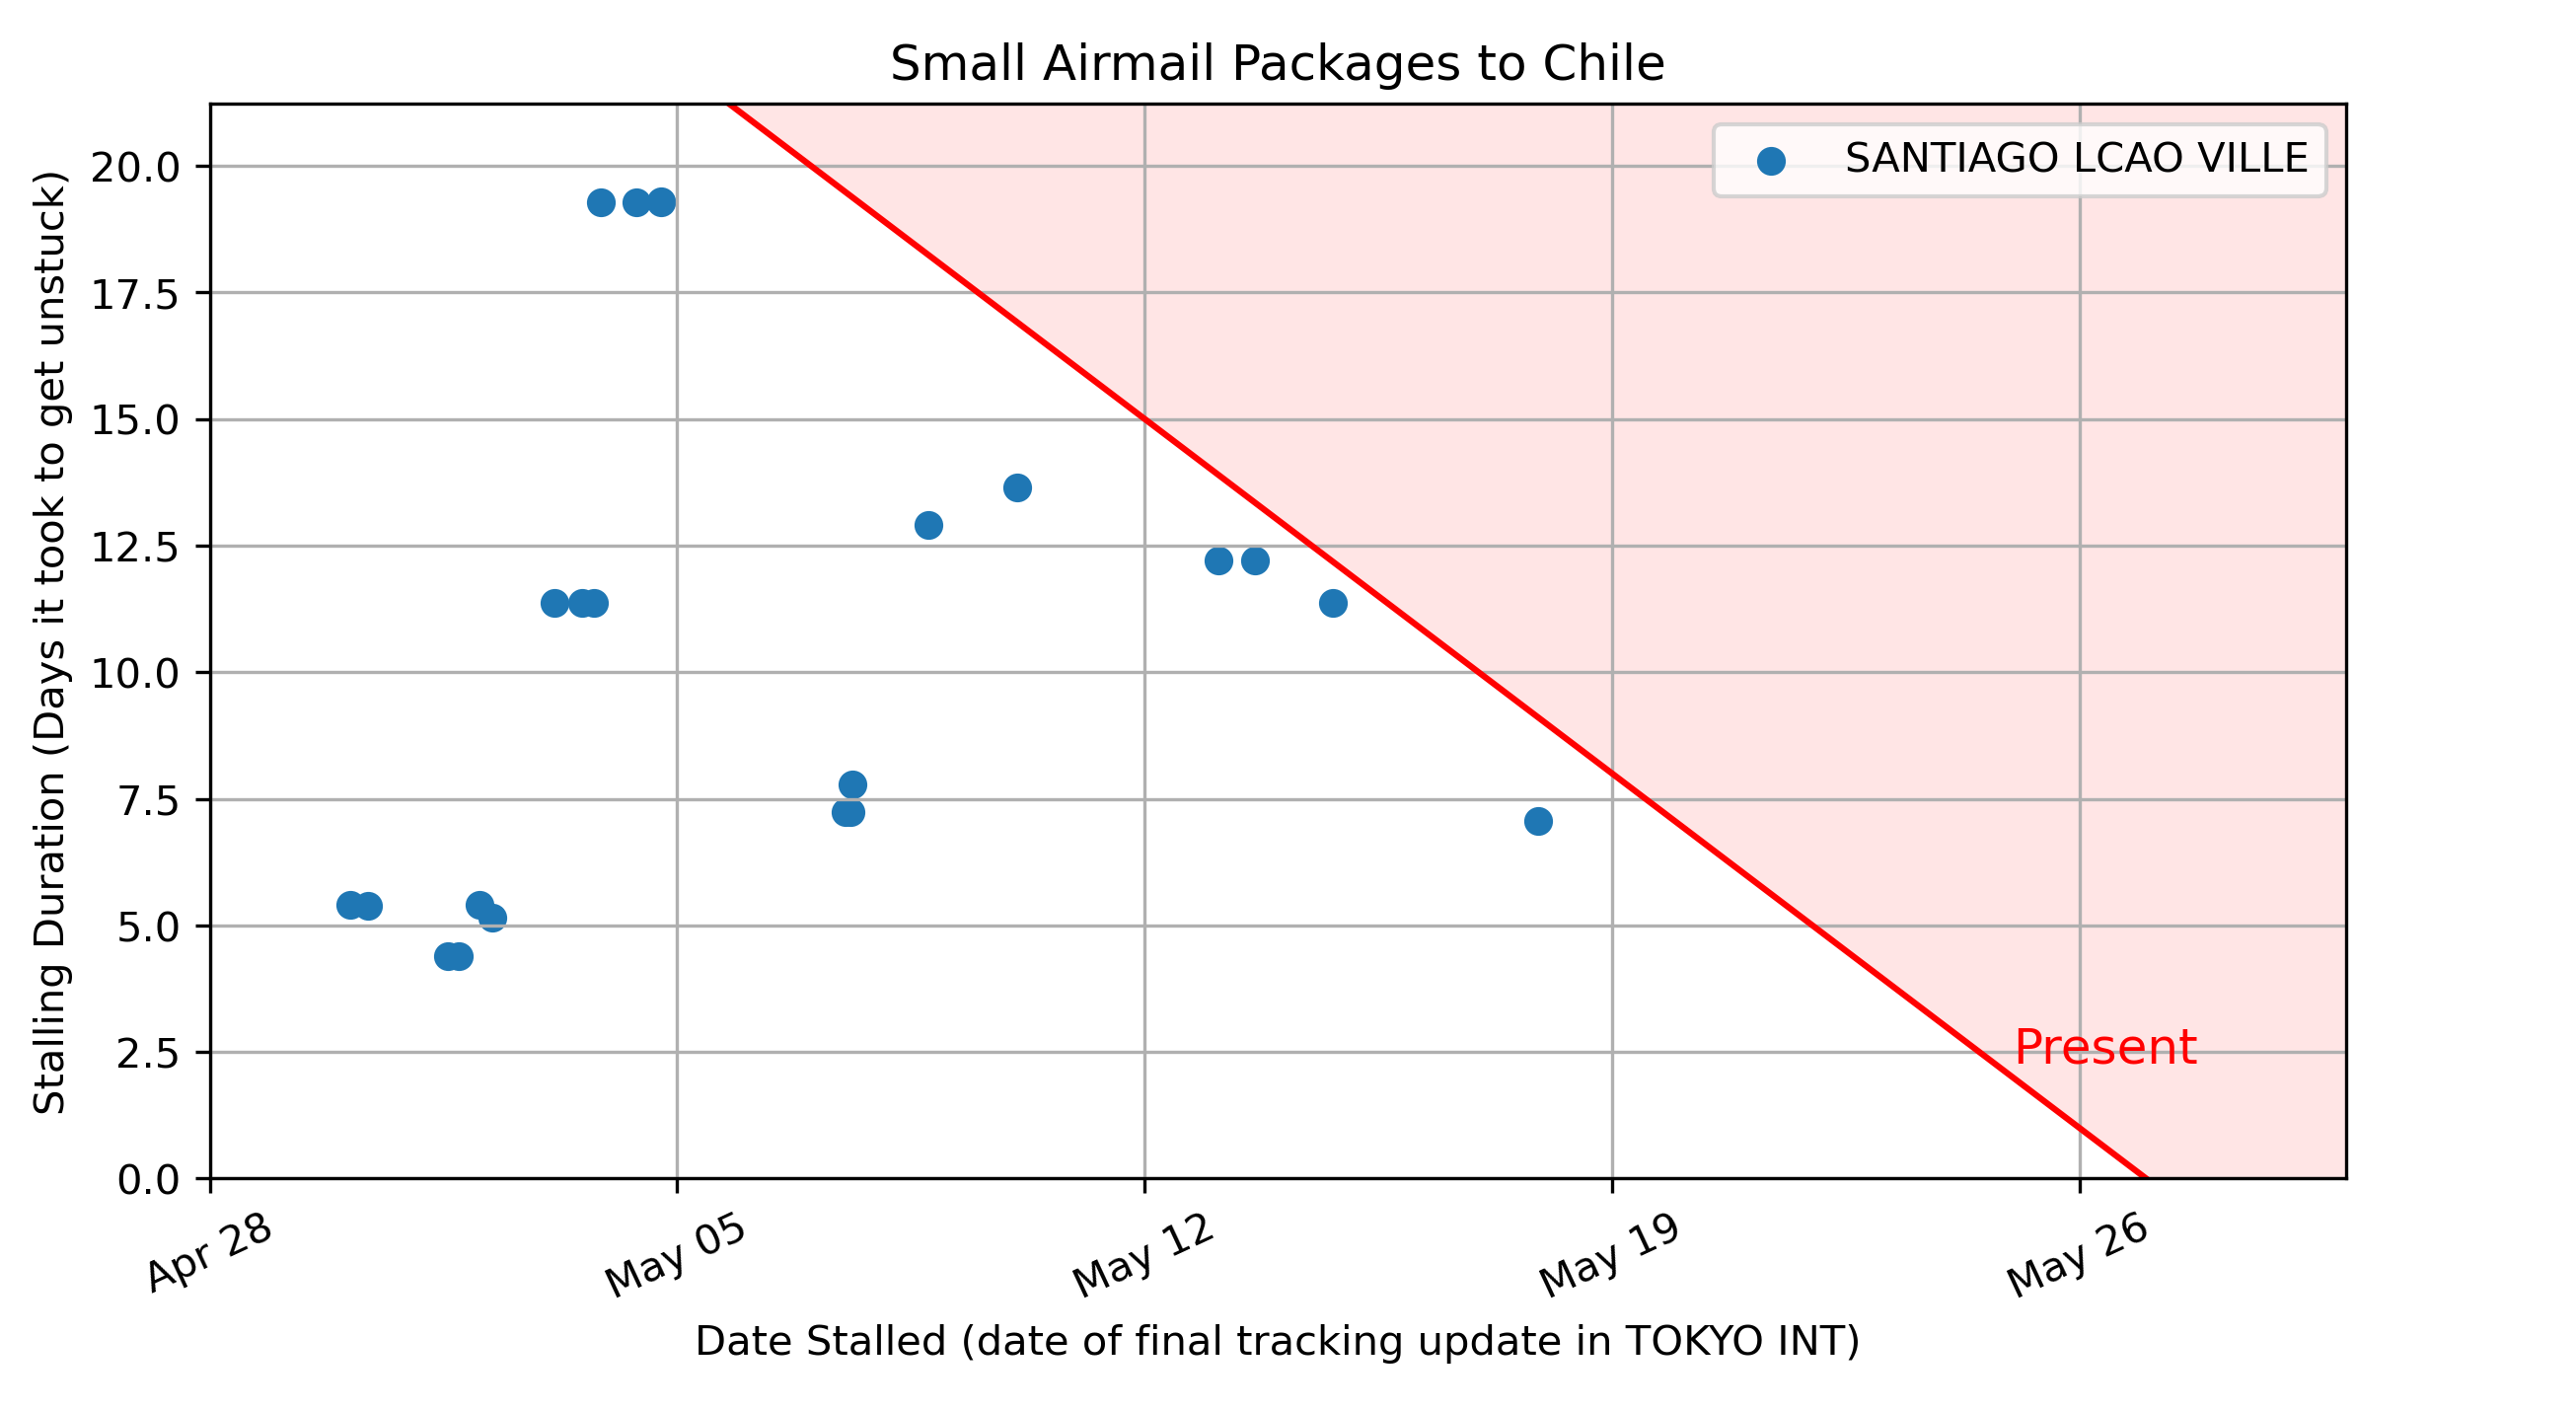 Small Airmail Packages to Chile
SANTIAGO LCAO VILLE
Stalling Duration (Days it took to get unstuck)
20.0
17.5
15.0
12.5
10.0
7.5
5.0
2.5
0.0
Present
Apr 28
May 05
May 12
May 19
May 26
Date Stalled (date of final tracking update in TOKYO INT)